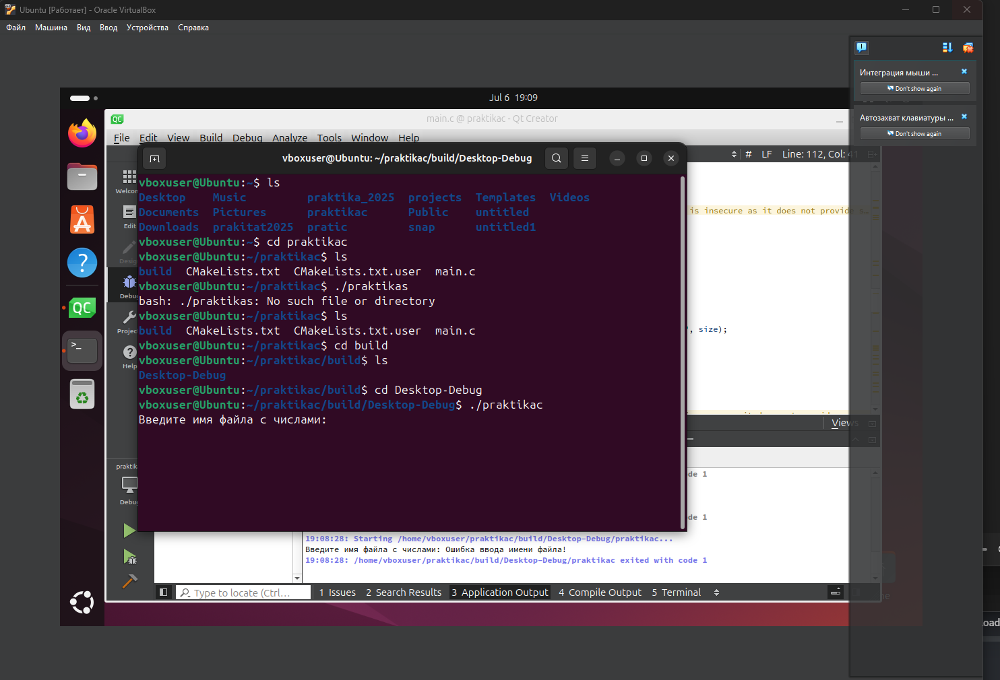 Ubuntu [Работает] - Oracle VirtualBox
Файл Машина Вид Ввод Устройства Справка
Интеграция мыши ...
Don't show again
Автозахват клавиатуры ...
Don't show again
Jul 6 19:09
QC
main.c @ praktikac - Qt Creator
File Edit View Build Debug Analyze Tools Window Help
# LF Line: 112, Col: 41
vboxuser@Ubuntu: ~/praktikac/build/Desktop-Debug
Welcom
Edit
Desig
Debug
Projec
Help
praktik
Debug
QC
>_
?
vboxuser@Ubuntu:~$ ls
Desktop Music praktika_2025 projects Templates Videos
Documents Pictures praktikac Public untitled
Downloads prakitat2025 pratic snap untitled1
vboxuser@Ubuntu:~$ cd praktikac
vboxuser@Ubuntu:~/praktikac$ ls
build CMakeLists.txt CMakeLists.txt.user main.c
vboxuser@Ubuntu:~/praktikac$ ./praktikas
bash: ./praktikas: No such file or directory
vboxuser@Ubuntu:~/praktikac$ ls
build CMakeLists.txt CMakeLists.txt.user main.c
vboxuser@Ubuntu:~/praktikac$ cd build
vboxuser@Ubuntu:~/praktikac/build$ ls
Desktop-Debug
vboxuser@Ubuntu:~/praktikac/build$ cd Desktop-Debug
vboxuser@Ubuntu:~/praktikac/build/Desktop-Debug$ ./praktikac
Введите имя файла с числами:
is insecure as it does not provide s…
, size);
Views
de 1
de 1
19:08:28: Starting /home/vboxuser/praktikac/build/Desktop-Debug/praktikac...
Введите имя файла с числами: Ошибка ввода имени файла!
19:08:28: /home/vboxuser/praktikac/build/Desktop-Debug/praktikac exited with code 1
Type to locate (Ctrl... 1 Issues 2 Search Results 3 Application Output 4 Compile Output 5 Terminal
oad